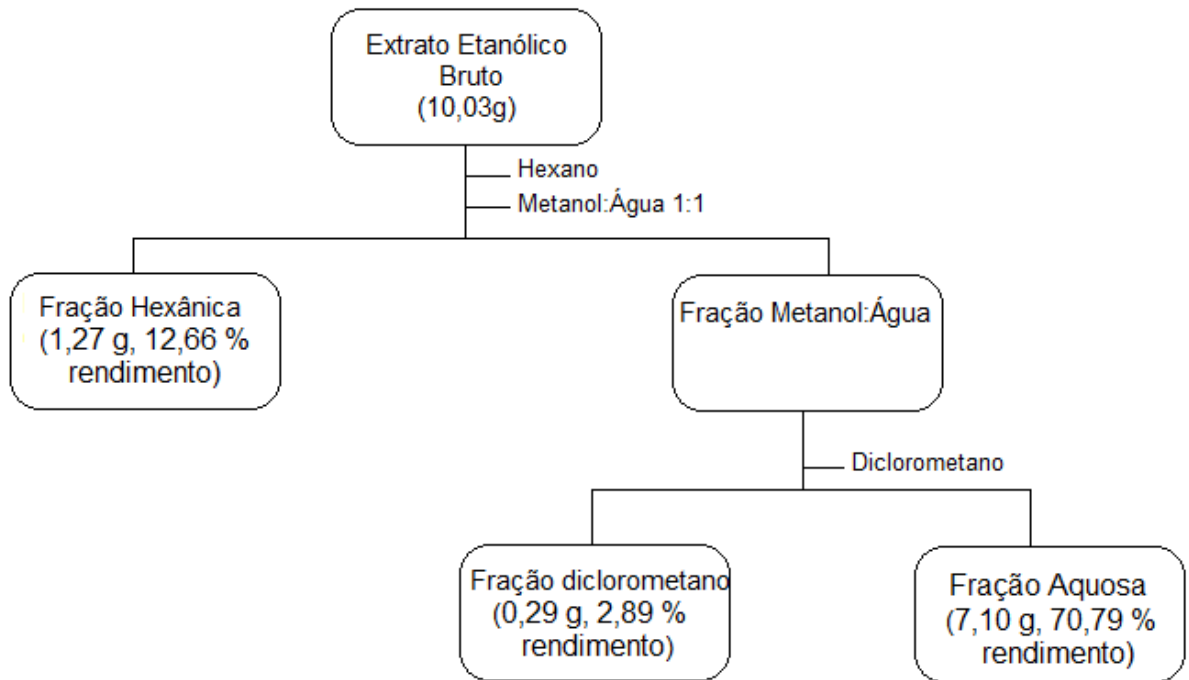 Extrato Etanólico
Bruto
(10,03g)
Hexano
Metanol:Água 1:1
Fração Hexânica
(1,27 g, 12,66 %
rendimento)
Fração Metanol:Água
Diclorometano
Fração diclorometano
(0,29 g, 2,89 %
rendimento)
Fração Aquosa
(7,10 g, 70,79 %
rendimento)